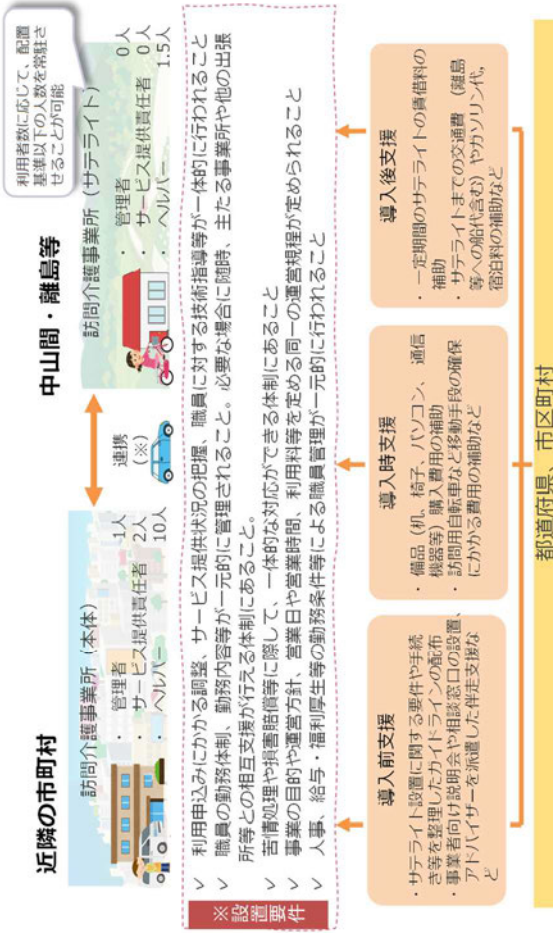 近隣の市町村
訪問介護事業所（本体）
・ 管理者 1人
・ サービス提供責任者 2人
・ ヘルパー 10人
連携
（※）
中山間・離島等
訪問介護事業所（サテライト）
・ 管理者 0人
・ サービス提供責任者 0人
・ ヘルパー 1.5人
利用者数に応じて、配置
基準以下の人数を常駐さ
せることが可能
※設置要件
✓ 利用申込みにかかる調整、サービス提供状況の把握、職員に対する技術指導等が一体的に行われること
✓ 職員の勤務体制、勤務内容等が一元的に管理されること。必要な場合に随時、主たる事業所や他の出張
所等との相互支援が行える体制にあること。
✓ 苦情処理や損害賠償等に際して、一体的な対応ができる体制にあること
✓ 事業の目的や運営方針、営業日や営業時間、利用料等を定める同一の運営規程が定められること
✓ 人事、給与・福利厚生等の勤務条件等による職員管理が一元的に行われること
導入前支援
・サテライト設置に関する要件や手続
き等を整理したガイドラインの配布
・事業者向け説明会や相談窓口の設置、
アドバイザーを派遣した伴走支援な
ど
導入時支援
・ 備品（机、椅子、パソコン、通信
機器等）購入費用の補助
・ 訪問用自転車など移動手段の確保
にかかる費用の補助など
導入後支援
・ 一定期間のサテライトの賃借料の
補助
・ サテライトまでの交通費（離島
等への船代含む）やガソリン代,
宿泊料の補助など
都道府県、市区町村